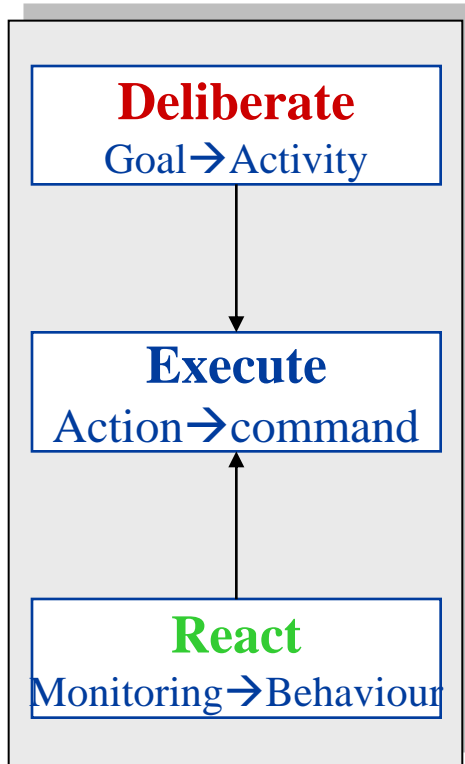 Deliberate
Goal→Activity
Execute
Action→command
React
Monitoring→Behaviour